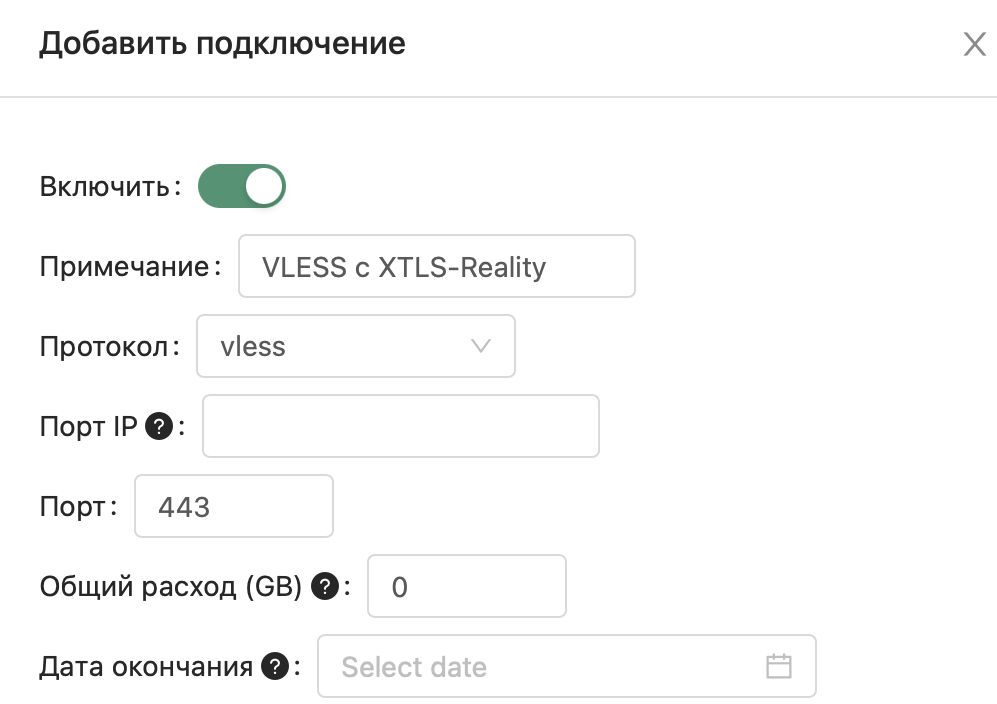 Добавить подключение
Включить:
Примечание: VLESS с XTLS-Reality
Протокол: vless
Порт IP ?:
Порт: 443
Общий расход (GB) ?: 0
Дата окончания ?: Select date